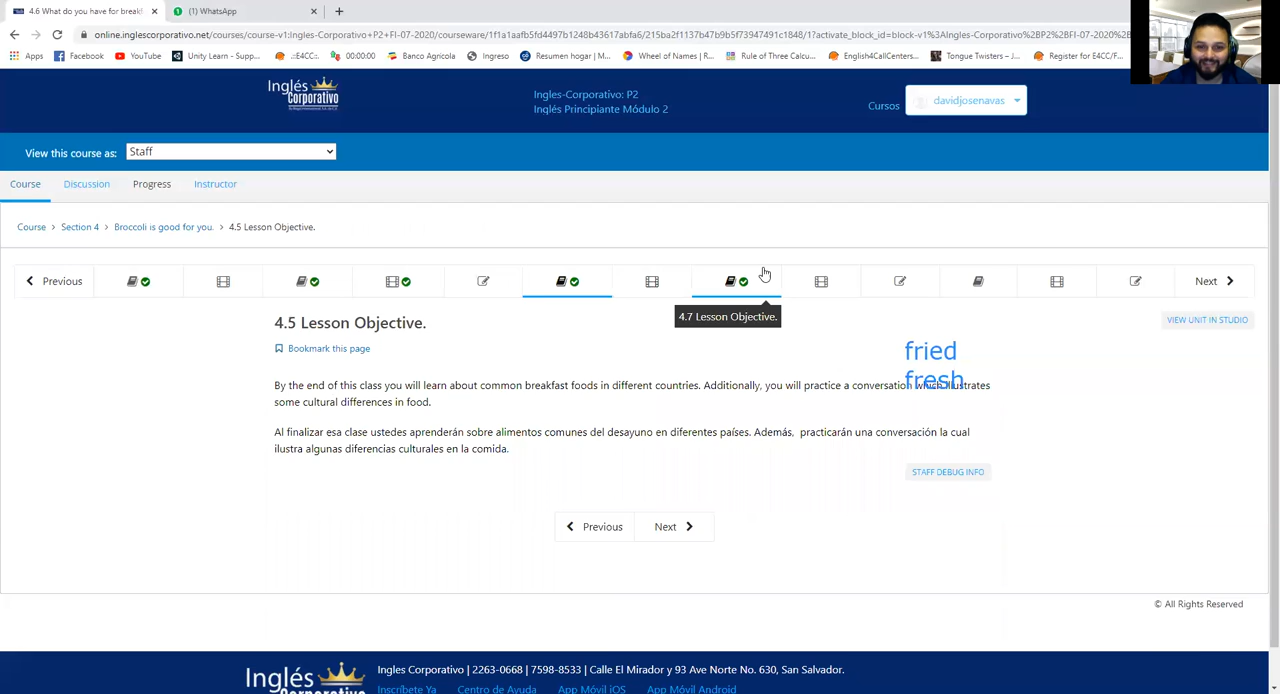 4.6 What do you have for break!
(1) WhatsApp
online.inglescorporativo.net/courses/course-v1:Ingles-Corporativo+P2+FI-07-2020/courseware/1f1a1aafb5f4497b1248b43617abfa6/215ba2f1137b47b9b5f73947491c1848/1?activate_block_id=block-v1%3AIngles-Corporativo%2BP2%2BFI-07-2020%2B
Apps Facebook YouTube Unity Learn - Supp... .::E4CC:. 00:00:00 Banco Agrícola Ingreso Resumen hogar | M... Wheel of Names | R... Rule of Three Calcu... English4CallCenters... Tongue Twisters – J... Register for E4CC/F...
Inglés Corporativo
Ingles-Corporativo: P2
Inglés Principiante Módulo 2
Cursos davidjosenavas
View this course as: Staff
Course Discussion Progress Instructor
Course > Section 4 > Broccoli is good for you. > 4.5 Lesson Objective.
Previous Next
4.7 Lesson Objective.
4.5 Lesson Objective.
VIEW UNIT IN STUDIO
Bookmark this page
fried
fresh
By the end of this class you will learn about common breakfast foods in different countries. Additionally, you will practice a conversation which illustrates
some cultural differences in food.
Al finalizar esa clase ustedes aprenderán sobre alimentos comunes del desayuno en diferentes países. Además, practicarán una conversación la cual
ilustra algunas diferencias culturales en la comida.
STAFF DEBUG INFO
Previous Next
© All Rights Reserved
Inglés Corporativo
Ingles Corporativo | 2263-0668 | 7598-8533 | Calle El Mirador y 93 Ave Norte No. 630, San Salvador.
Inscríbete Ya Centro de Ayuda App Móvil iOS App Móvil Android